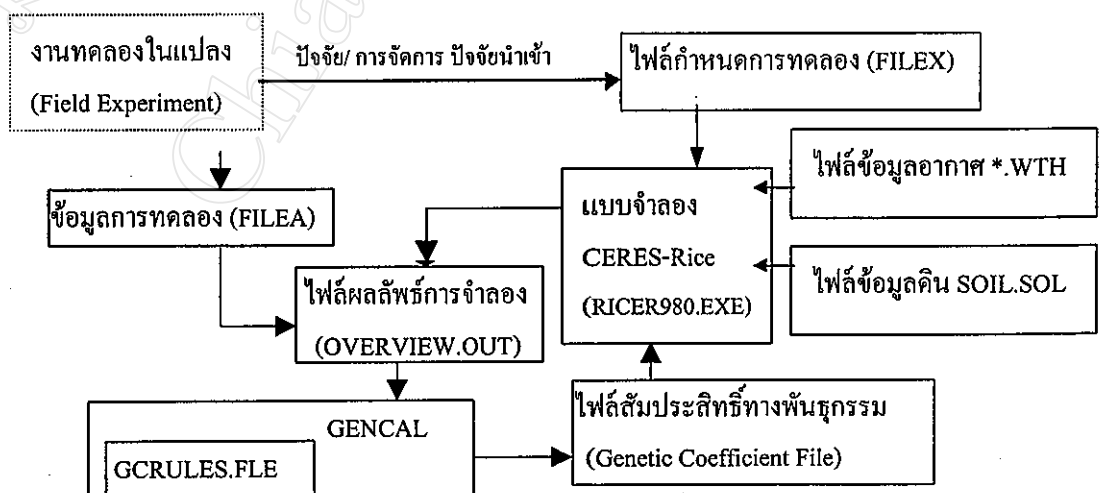 งานทดลองในแปลง
(Field Experiment)
ปัจจัย/ การจัดการ ปัจจัยนำเข้า
ไฟล์กำหนดการทดลอง (FILEX)
ข้อมูลการทดลอง (FILEA)
แบบจำลอง
CERES-Rice
(RICER980.EXE)
ไฟล์ข้อมูลอากาศ *.WTH
ไฟล์ข้อมูลดิน SOIL.SOL
ไฟล์ผลลัพธ์การจำลอง
(OVERVIEW.OUT)
GENCAL
GCRULES.FLE
ไฟล์สัมประสิทธิ์ทางพันธุกรรม
(Genetic Coefficient File)